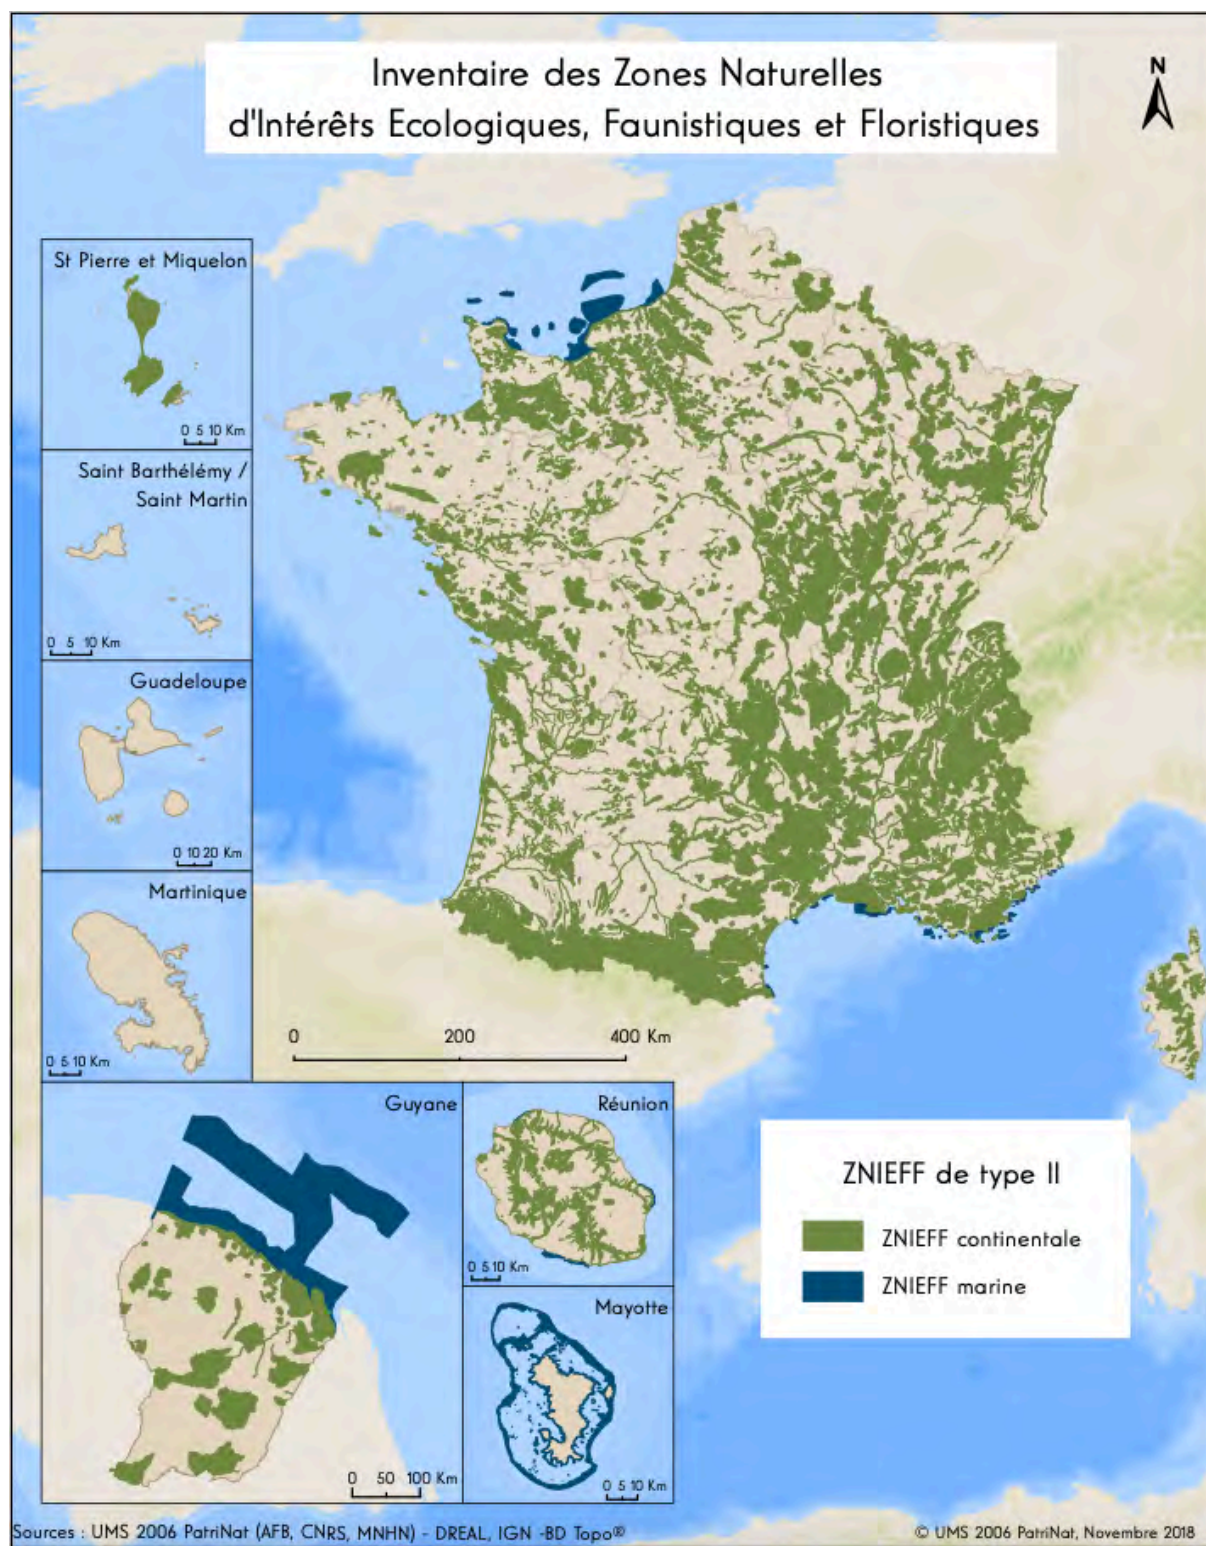 Inventaire des Zones Naturelles
d'Intérêts Ecologiques, Faunistiques et Floristiques
N
St Pierre et Miquelon
0 5 10 Km
Saint Barthélémy /
Saint Martin
0 5 10 Km
Guadeloupe
0 10 20 Km
Martinique
0 5 10 Km
0 200 400 Km
Guyane
0 50 100 Km
Réunion
0 5 10 Km
Mayotte
0 5 10 Km
ZNIEFF de type II
ZNIEFF continentale
ZNIEFF marine
Sources : UMS 2006 PatriNat (AFB, CNRS, MNHN) - DREAL, IGN -BD Topo®
© UMS 2006 PatriNat, Novembre 2018